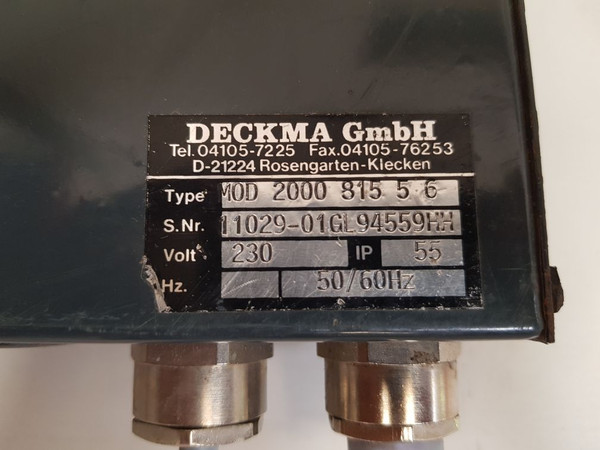 DECKMA GmbH
Tel.04105-7225 Fax.04105-76253
D-21224 Rosengarten-Klecken
Type MOD 2000 815 5 6
S.Nr. 11029-01GL94559HH
Volt 230 IP 55
Hz. 50/60Hz